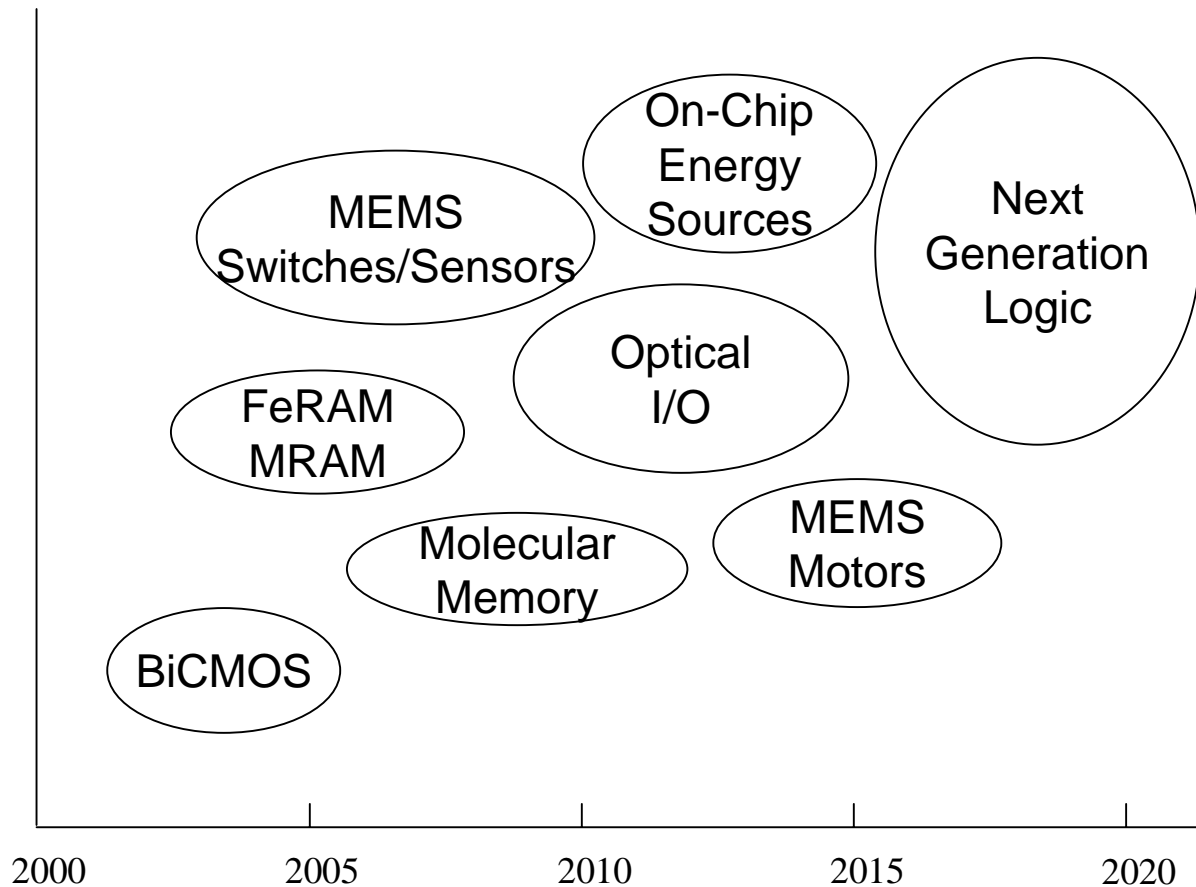 On-Chip
Energy
Sources
MEMS
Switches/Sensors
Next
Generation
Logic
Optical
I/O
FeRAM
MRAM
MEMS
Motors
Molecular
Memory
BiCMOS
2000 2005 2010 2015 2020